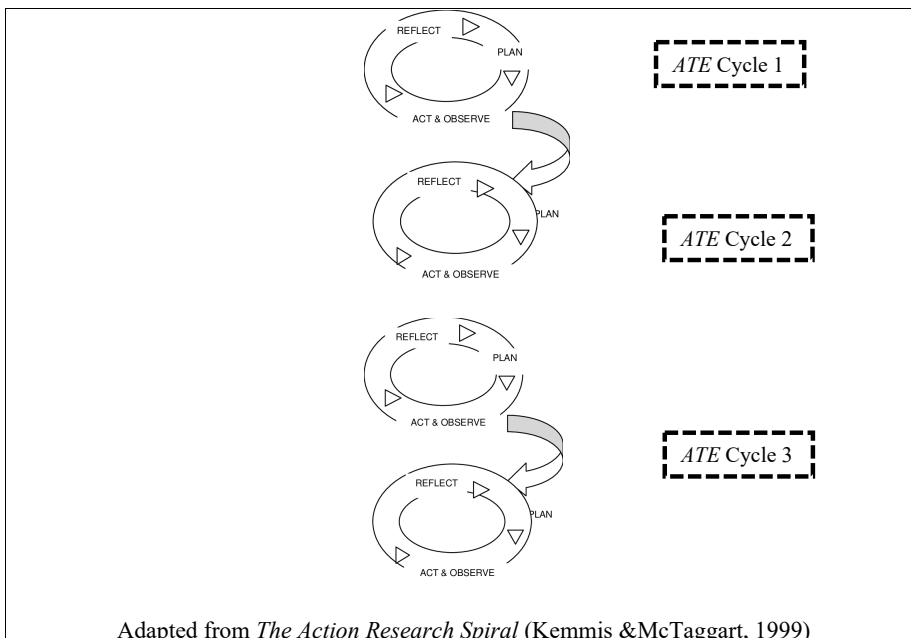 REFLECT
PLAN
ATE Cycle 1
ACT & OBSERVE
REFLECT
PLAN
ATE Cycle 2
ACT & OBSERVE
REFLECT
PLAN
ACT & OBSERVE
ATE Cycle 3
REFLECT
PLAN
ACT & OBSERVE
Adapted from The Action Research Spiral (Kemmis &McTaggart, 1999)